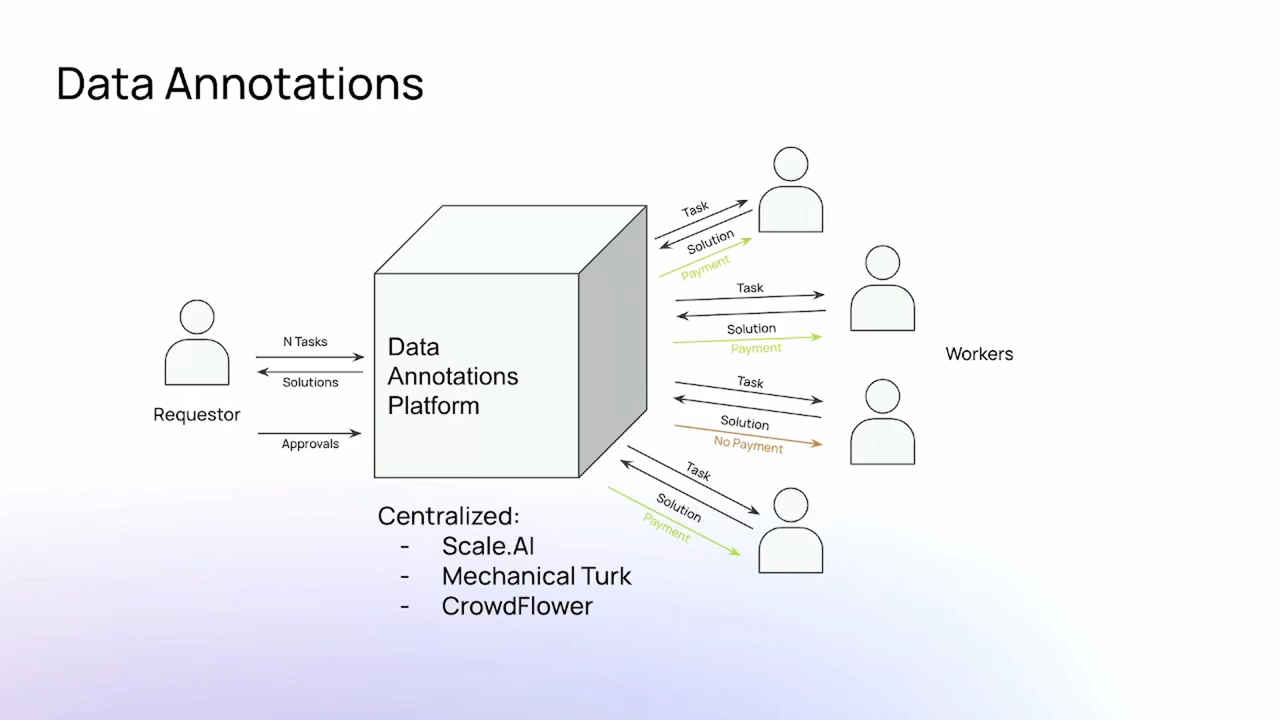 Data Annotations
Task
Solution
Payment
Task
Solution
Payment
N Tasks
Solutions
Data
Annotations
Platform
Workers
Requestor
Approvals
Task
Solution
No Payment
Task
Solution
Payment
Centralized:
- Scale.AI
- Mechanical Turk
- CrowdFlower